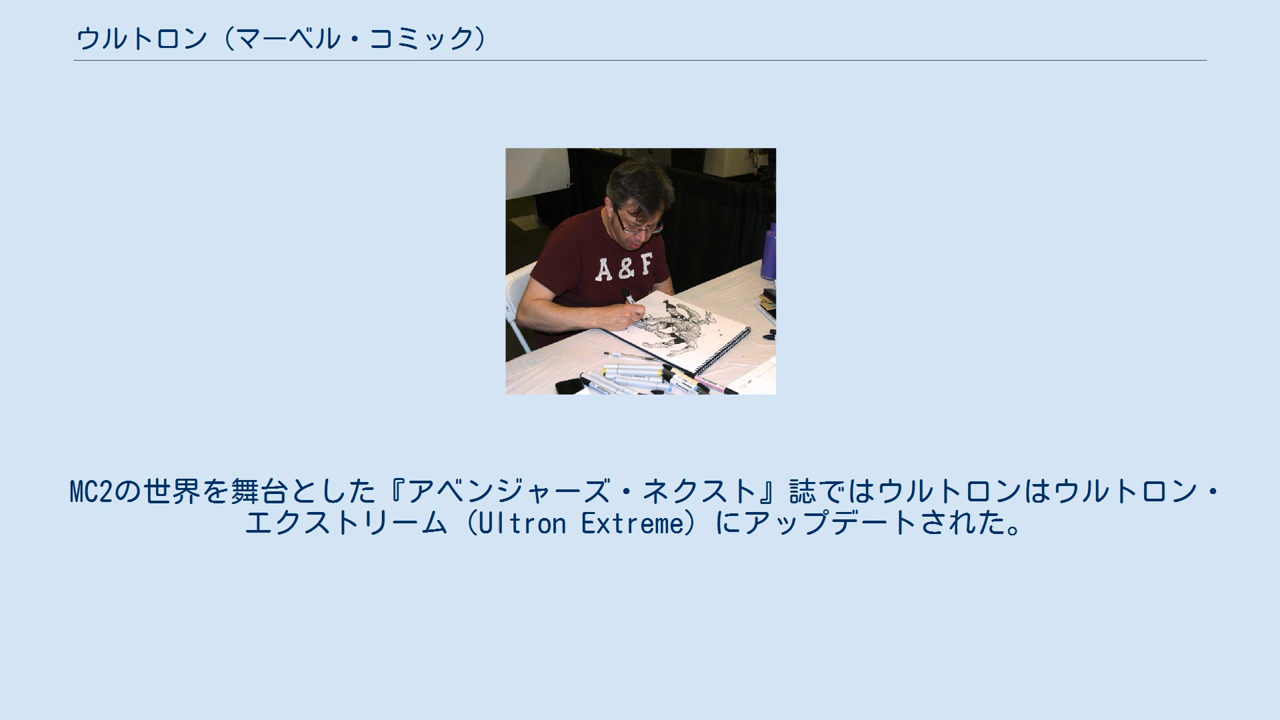 ウルトロン（マーベル・コミック）
A & F
MC2の世界を舞台とした『アベンジャーズ・ネクスト』誌ではウルトロンはウルトロン・
エクストリーム（Ultron Extreme）にアップデートされた。